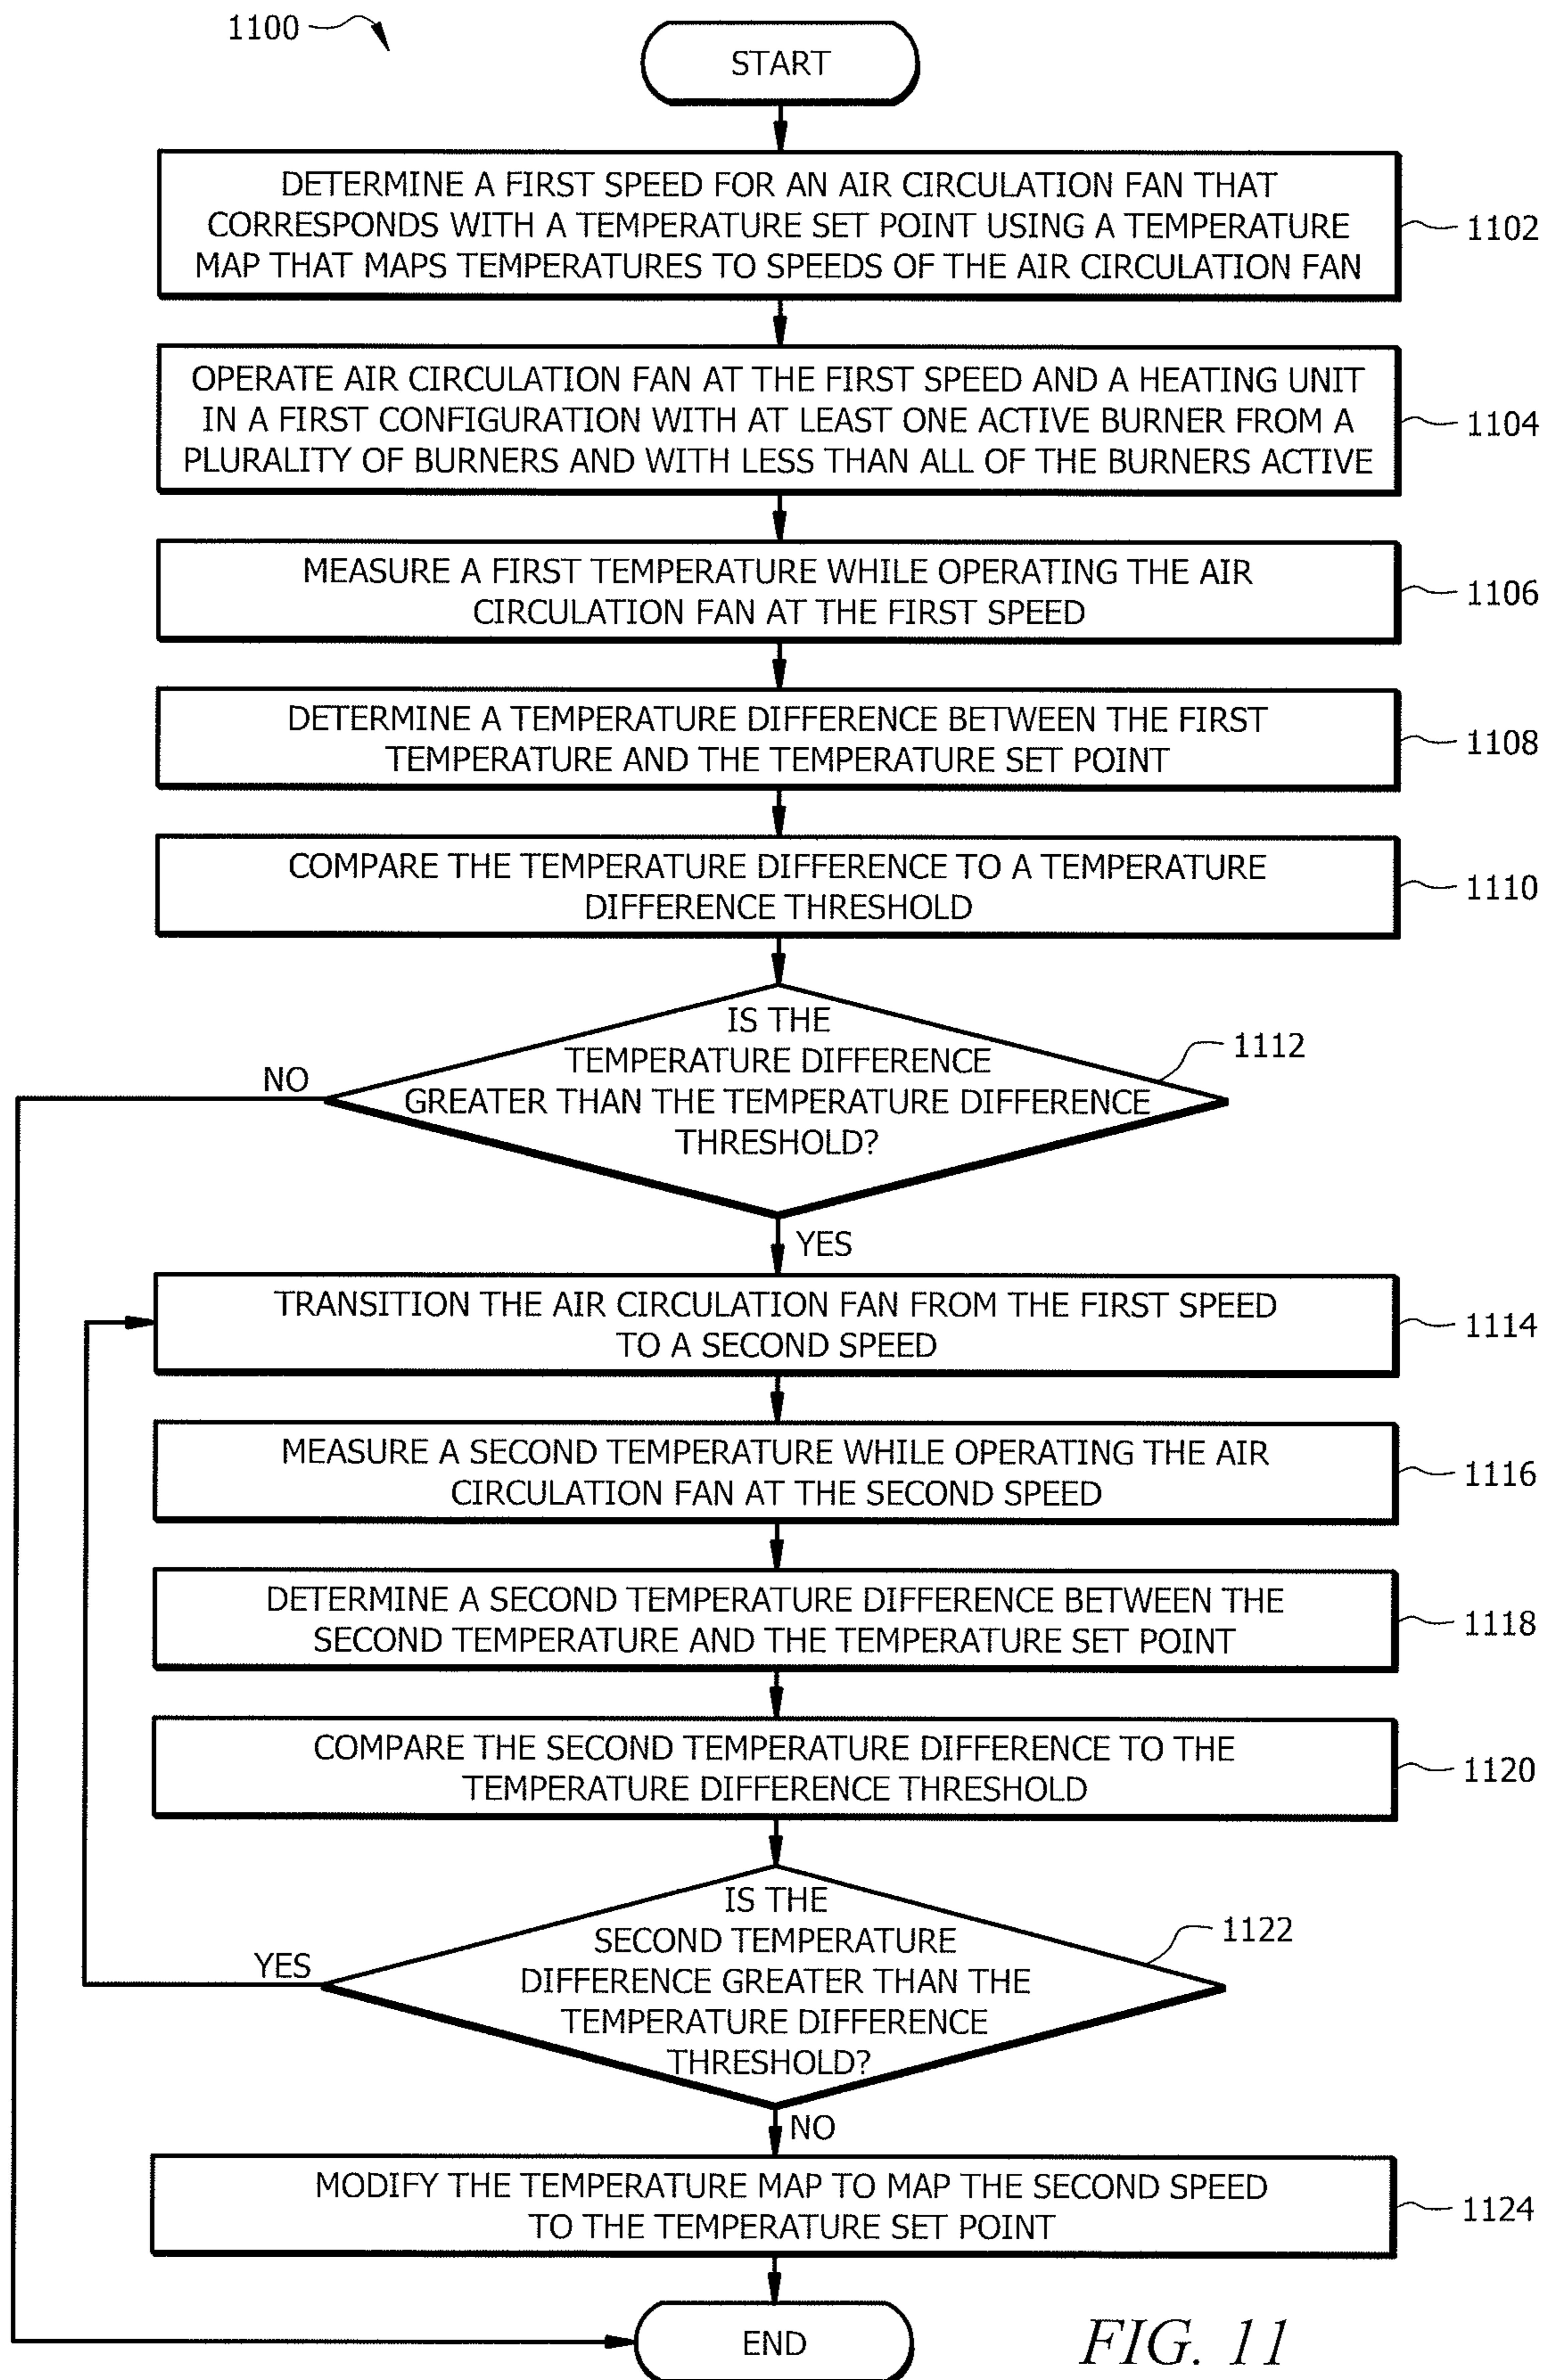 1100
START
DETERMINE A FIRST SPEED FOR AN AIR CIRCULATION FAN THAT
CORRESPONDS WITH A TEMPERATURE SET POINT USING A TEMPERATURE
MAP THAT MAPS TEMPERATURES TO SPEEDS OF THE AIR CIRCULATION FAN
1102
OPERATE AIR CIRCULATION FAN AT THE FIRST SPEED AND A HEATING UNIT
IN A FIRST CONFIGURATION WITH AT LEAST ONE ACTIVE BURNER FROM A
PLURALITY OF BURNERS AND WITH LESS THAN ALL OF THE BURNERS ACTIVE
1104
MEASURE A FIRST TEMPERATURE WHILE OPERATING THE AIR
CIRCULATION FAN AT THE FIRST SPEED
1106
DETERMINE A TEMPERATURE DIFFERENCE BETWEEN THE FIRST
TEMPERATURE AND THE TEMPERATURE SET POINT
1108
COMPARE THE TEMPERATURE DIFFERENCE TO A TEMPERATURE
DIFFERENCE THRESHOLD
1110
IS THE
TEMPERATURE DIFFERENCE
GREATER THAN THE TEMPERATURE DIFFERENCE
THRESHOLD?
1112
NO
YES
TRANSITION THE AIR CIRCULATION FAN FROM THE FIRST SPEED
TO A SECOND SPEED
1114
MEASURE A SECOND TEMPERATURE WHILE OPERATING THE AIR
CIRCULATION FAN AT THE SECOND SPEED
1116
DETERMINE A SECOND TEMPERATURE DIFFERENCE BETWEEN THE
SECOND TEMPERATURE AND THE TEMPERATURE SET POINT
1118
COMPARE THE SECOND TEMPERATURE DIFFERENCE TO THE
TEMPERATURE DIFFERENCE THRESHOLD
1120
IS THE
SECOND TEMPERATURE
DIFFERENCE GREATER THAN THE
TEMPERATURE DIFFERENCE
THRESHOLD?
1122
YES
NO
MODIFY THE TEMPERATURE MAP TO MAP THE SECOND SPEED
TO THE TEMPERATURE SET POINT
1124
END
FIG. 11